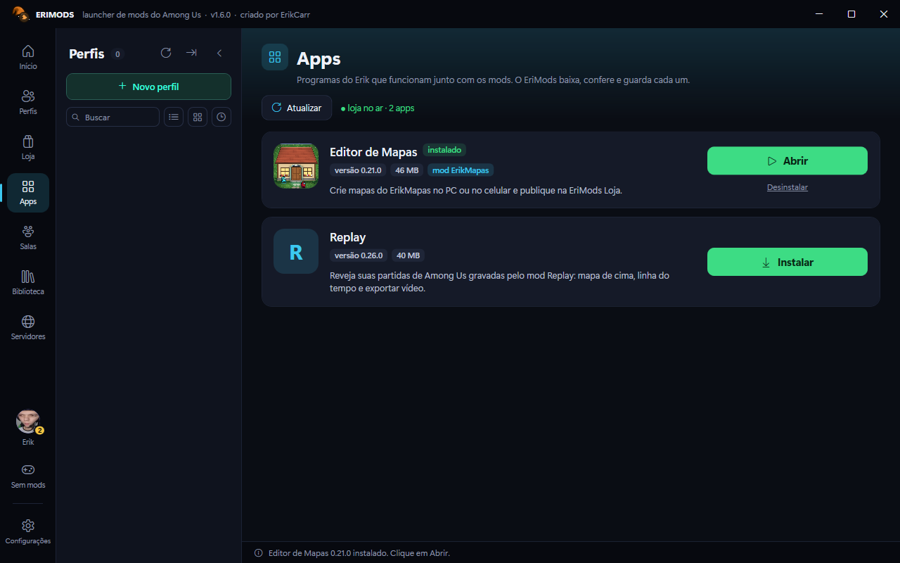 ERIMODS launcher de mods do Among Us · v1.6.0 · criado por ErikCarr
Início
Perfis
Loja
Apps
Salas
Biblioteca
Servidores
2
Erik
Sem mods
Configurações
Perfis 0
+ Novo perfil
Buscar
Apps
Programas do Erik que funcionam junto com os mods. O EriMods baixa, confere e guarda cada um.
Atualizar
● loja no ar · 2 apps
Editor de Mapas instalado
versão 0.21.0 46 MB mod ErikMapas
Crie mapas do ErikMapas no PC ou no celular e publique na EriMods Loja.
Abrir
Desinstalar
R
Replay
versão 0.26.0 40 MB
Reveja suas partidas de Among Us gravadas pelo mod Replay: mapa de cima, linha do
tempo e exportar vídeo.
Instalar
Editor de Mapas 0.21.0 instalado. Clique em Abrir.